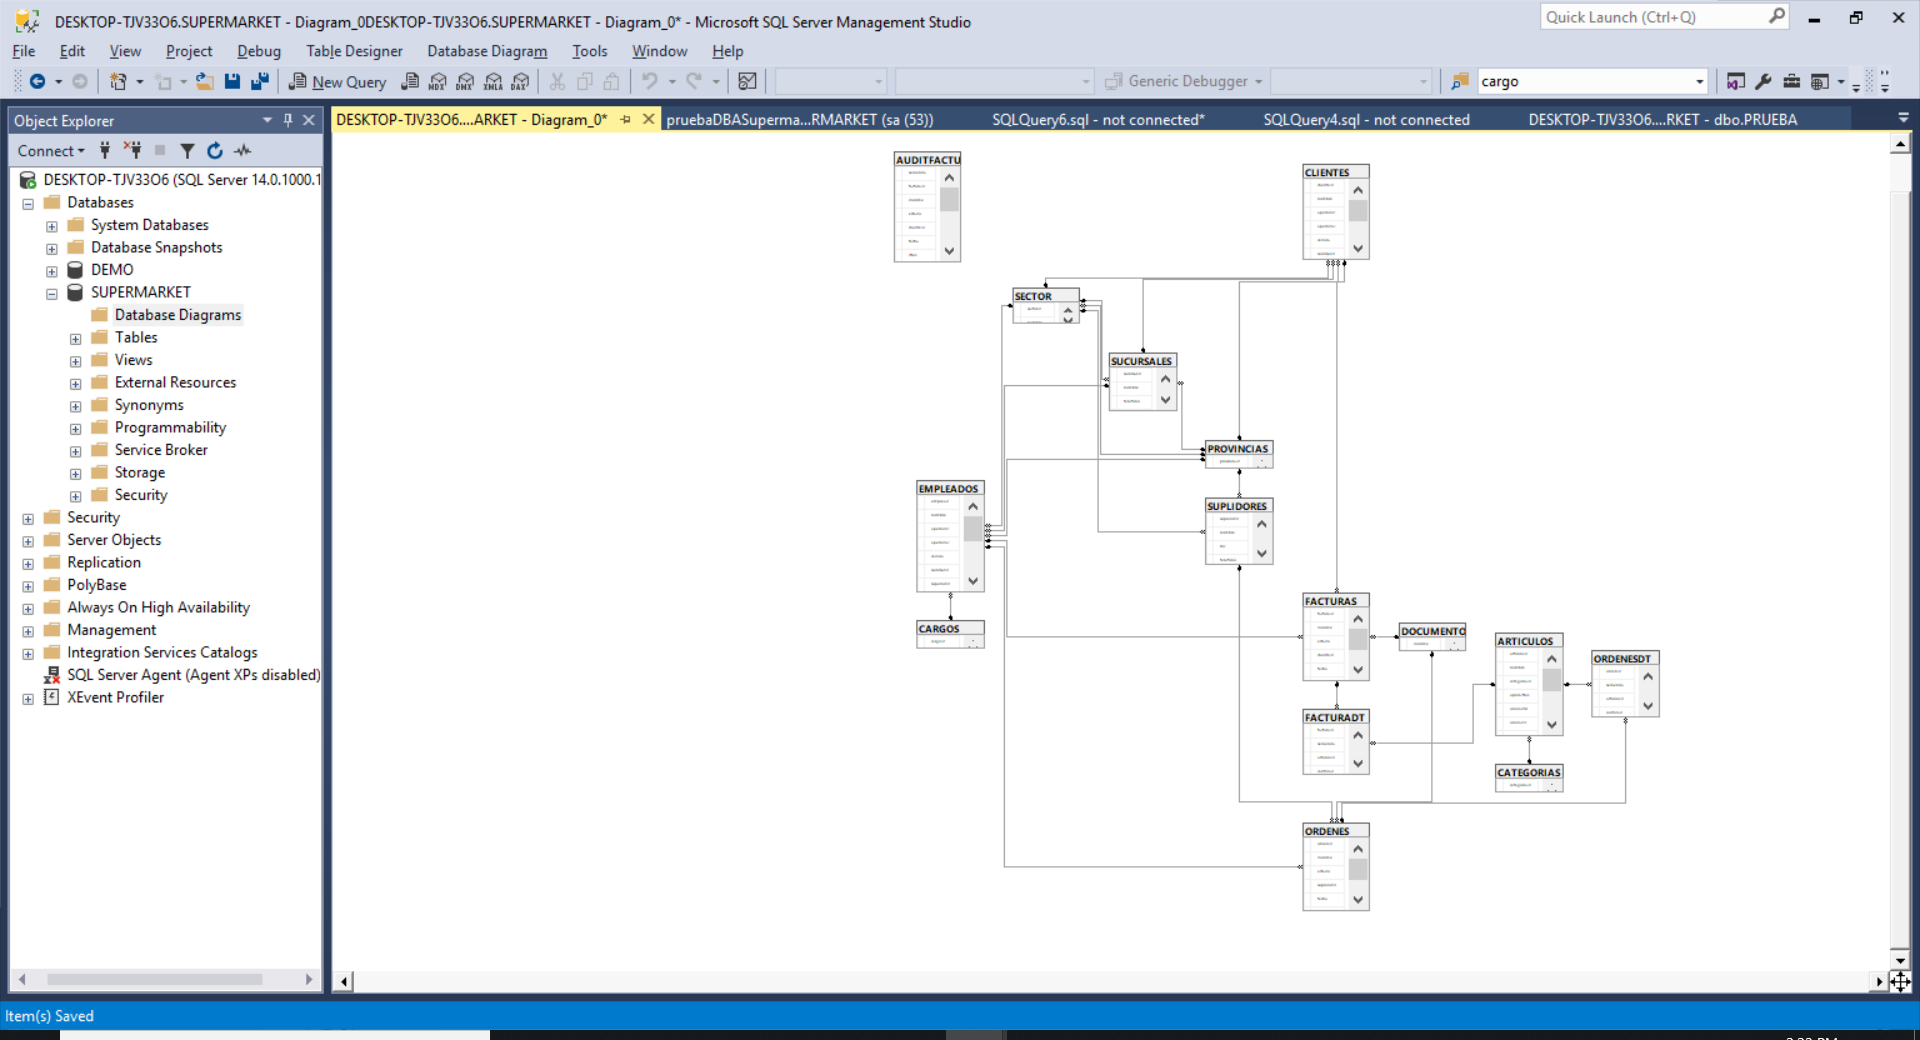 DESKTOP-TJV33O6.SUPERMARKET - Diagram_0DESKTOP-TJV33O6.SUPERMARKET - Diagram_0* - Microsoft SQL Server Management Studio
Quick Launch (Ctrl+Q)
File Edit View Project Debug Table Designer Database Diagram Tools Window Help
New Query MDX DMX XMLA DAX Generic Debugger cargo
Object Explorer
DESKTOP-TJV33O6....ARKET - Diagram_0* pruebaDBASuperma...RMARKET (sa (53)) SQLQuery6.sql - not connected* SQLQuery4.sql - not connected DESKTOP-TJV33O6....RKET - dbo.PRUEBA
Connect
DESKTOP-TJV33O6 (SQL Server 14.0.1000.1
Databases
System Databases
Database Snapshots
DEMO
SUPERMARKET
Database Diagrams
Tables
Views
External Resources
Synonyms
Programmability
Service Broker
Storage
Security
Security
Server Objects
Replication
PolyBase
Always On High Availability
Management
Integration Services Catalogs
SQL Server Agent (Agent XPs disabled)
XEvent Profiler
AUDITFACTU
CLIENTES
SECTOR
SUCURSALES
PROVINCIAS
EMPLEADOS
SUPLIDORES
FACTURAS
CARGOS
DOCUMENTO
ARTICULOS
ORDENESDT
FACTURADT
CATEGORIAS
ORDENES
Item(s) Saved